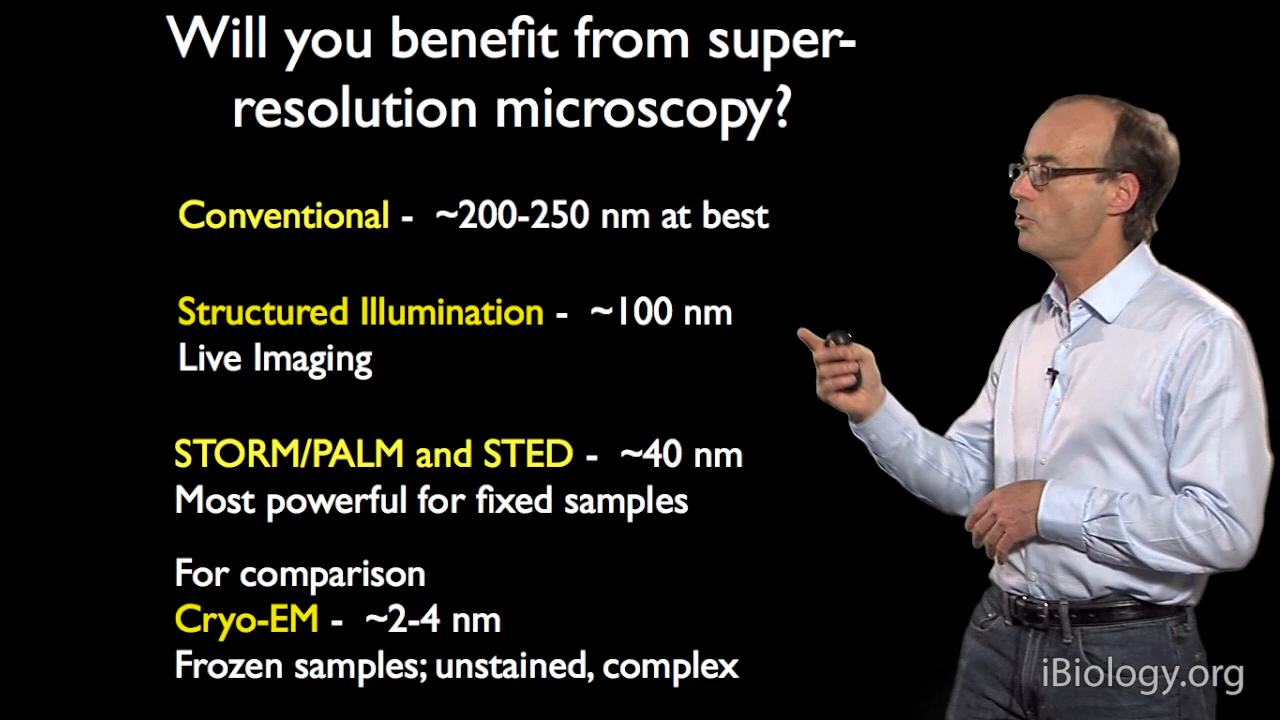 Will you benefit from super-
resolution microscopy?
Conventional - ~200-250 nm at best
Structured Illumination - ~100 nm
Live Imaging
STORM/PALM and STED - ~40 nm
Most powerful for fixed samples
For comparison
Cryo-EM - ~2-4 nm
Frozen samples; unstained, complex
iBiology.org